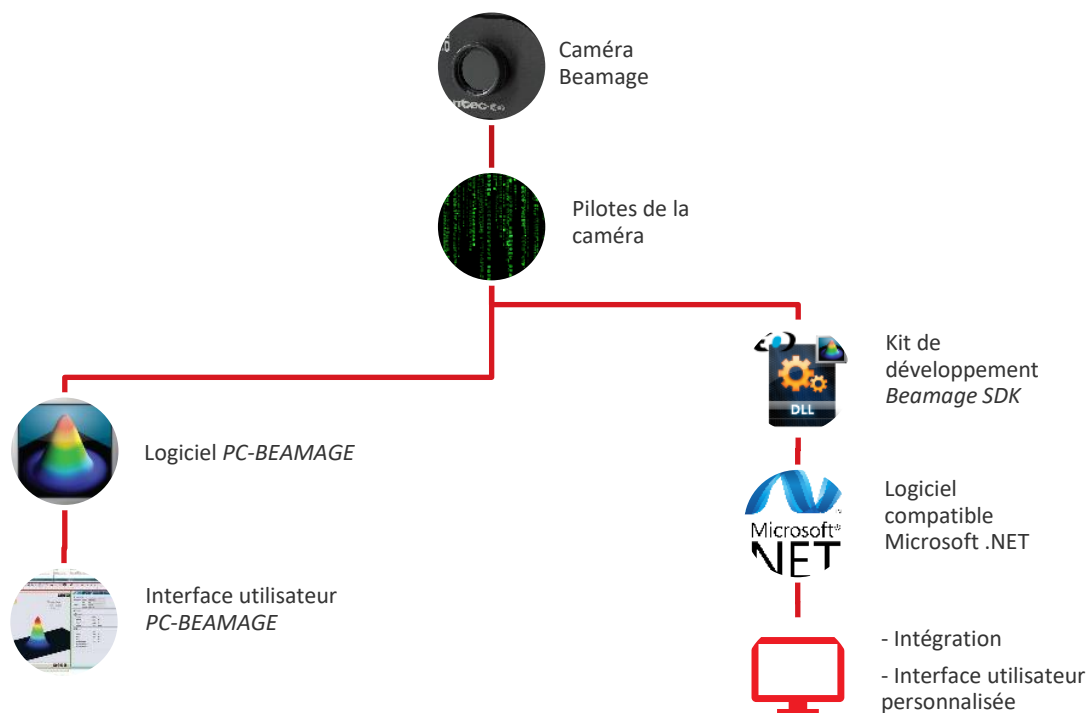 Caméra
Beamage
Pilotes de la
caméra
Kit de
développement
Beamage SDK
DLL
Logiciel PC-BEAMAGE
Logiciel
compatible
Microsoft .NET
Microsoft®
.NET
Interface utilisateur
PC-BEAMAGE
- Intégration
- Interface utilisateur
personnalisée